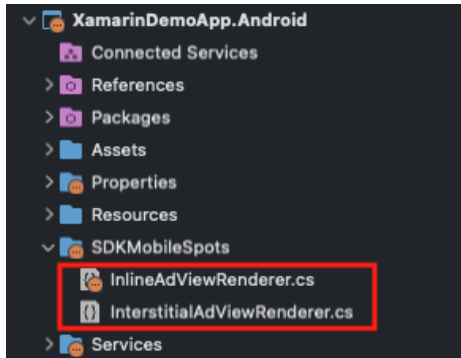 XamarinDemoApp.Android
Connected Services
References
Packages
Assets
Properties
Resources
SDKMobileSpots
InlineAdViewRenderer.cs
InterstitialAdViewRenderer.cs
Services